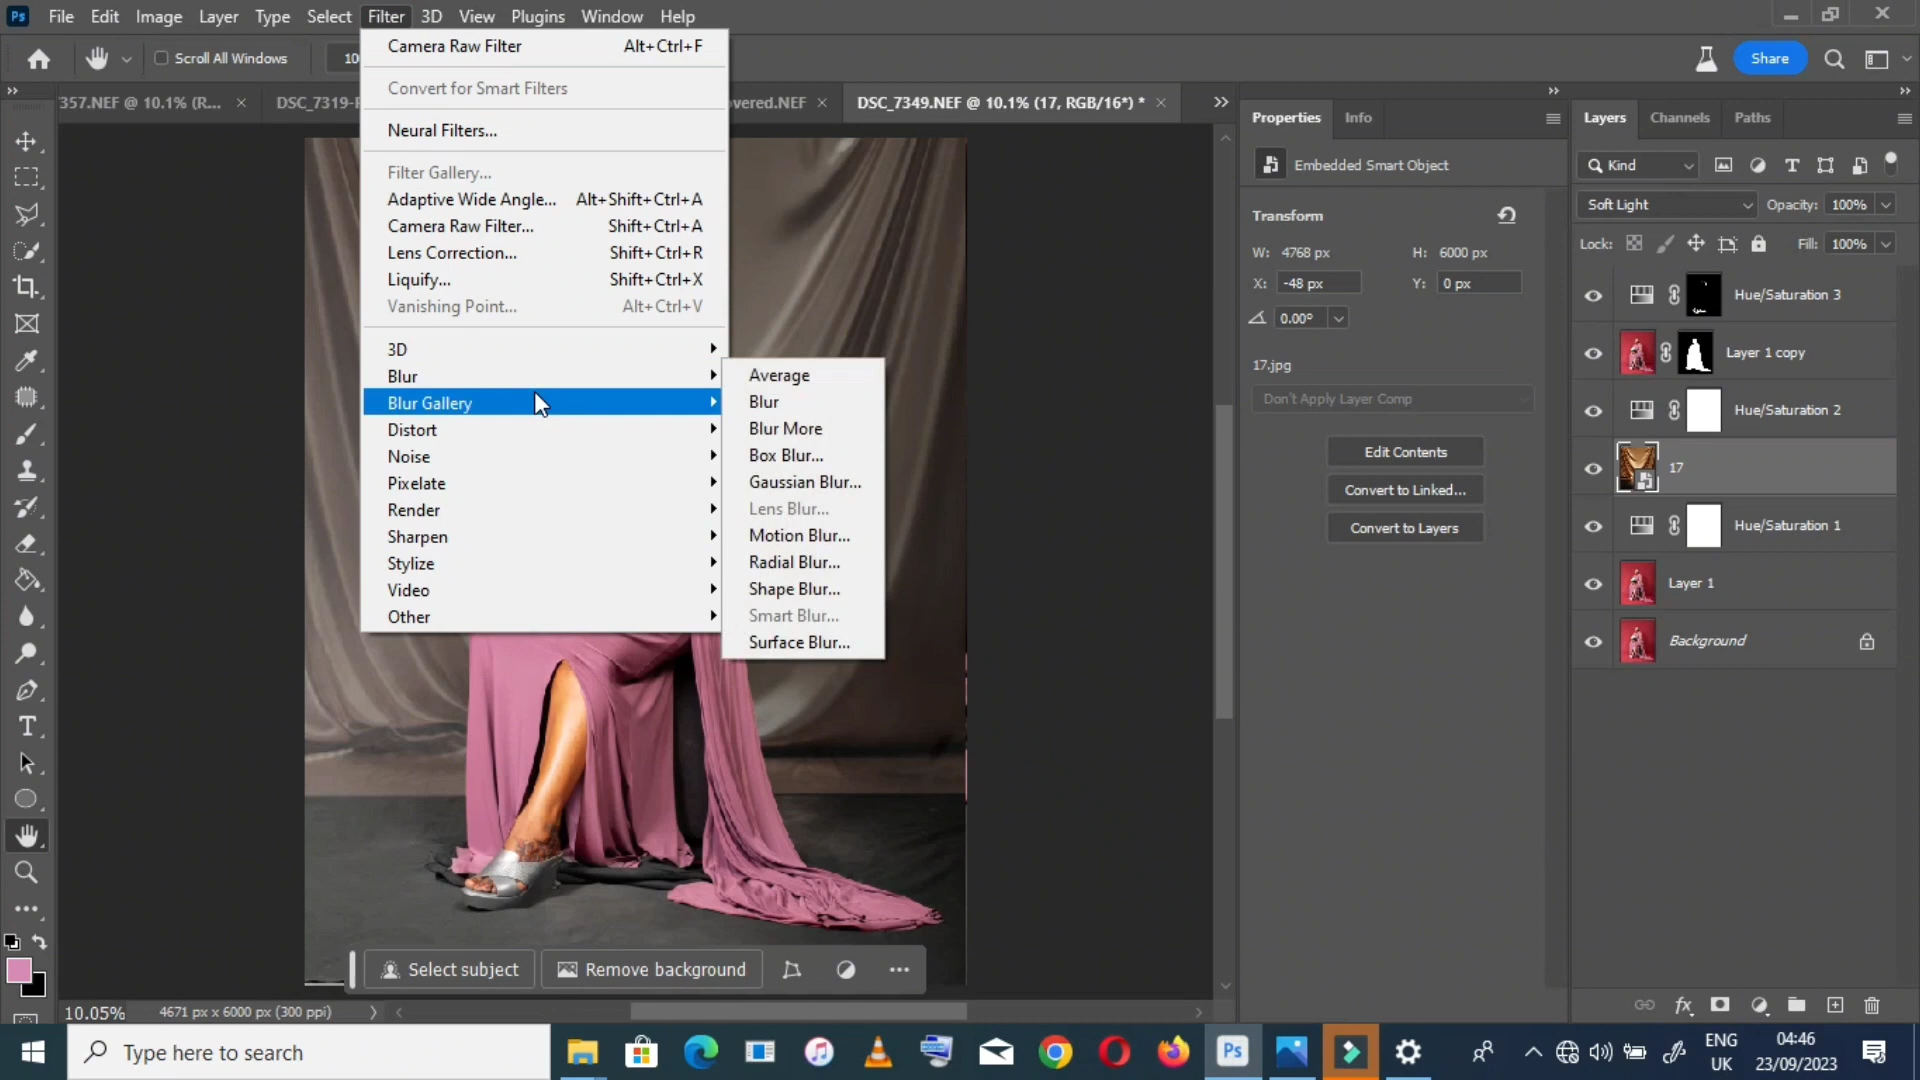 Ps File Edit Image Layer Type Select Filter 3D View Plugins Window Help
Scroll All Windows
Share
357.NEF @ 10.1% (R...
DSC_7319-
overed.NEF
DSC_7349.NEF @ 10.1% (17, RGB/16*) *
Camera Raw Filter Alt+Ctrl+F
Convert for Smart Filters
Neural Filters...
Filter Gallery...
Adaptive Wide Angle... Alt+Shift+Ctrl+A
Camera Raw Filter... Shift+Ctrl+A
Lens Correction... Shift+Ctrl+R
Liquify... Shift+Ctrl+X
Vanishing Point... Alt+Ctrl+V
3D
Blur
Blur Gallery
Distort
Noise
Pixelate
Render
Sharpen
Stylize
Video
Other
Average
Blur
Blur More
Box Blur...
Gaussian Blur...
Lens Blur...
Motion Blur...
Radial Blur...
Shape Blur...
Smart Blur...
Surface Blur...
Properties Info
Embedded Smart Object
Transform
W: 4768 px H: 6000 px
X: -48 px Y: 0 px
0.00°
17.jpg
Don't Apply Layer Comp
Edit Contents
Convert to Linked...
Convert to Layers
Layers Channels Paths
Kind
Soft Light Opacity: 100%
Lock: Fill: 100%
Hue/Saturation 3
Layer 1 copy
Hue/Saturation 2
17
Hue/Saturation 1
Layer 1
Background
Select subject
Remove background
10.05% 4671 px x 6000 px (300 ppi)
Type here to search
Ps
ENG
UK
04:46
23/09/2023